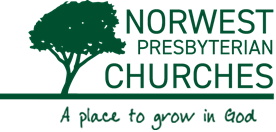 NORWEST
PRESBYTERIAN
CHURCHES
A place to grow in God